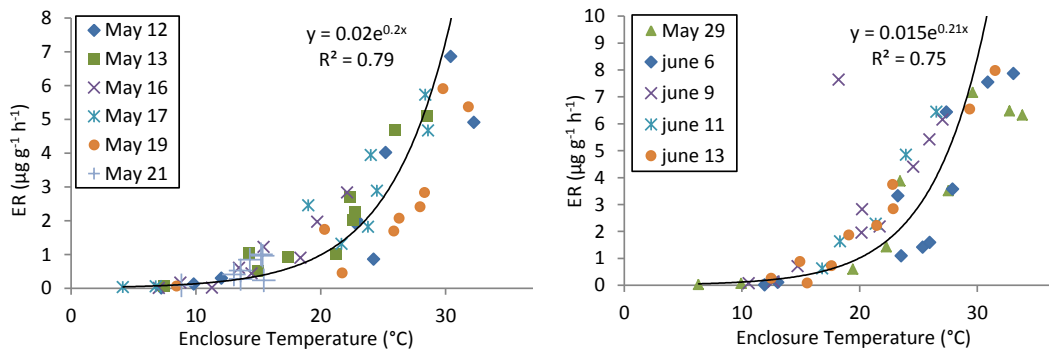 8
7
6
5
4
3
2
1
0
ER (µg g⁻¹ h⁻¹)
May 12
May 13
May 16
May 17
May 19
May 21
y = 0.02e^0.2x
R² = 0.79
0 10 20 30
Enclosure Temperature (°C)
10
9
8
7
6
5
4
3
2
1
0
ER (µg g⁻¹ h⁻¹)
May 29
june 6
june 9
june 11
june 13
y = 0.015e^0.21x
R² = 0.75
0 10 20 30
Enclosure Temperature (°C)